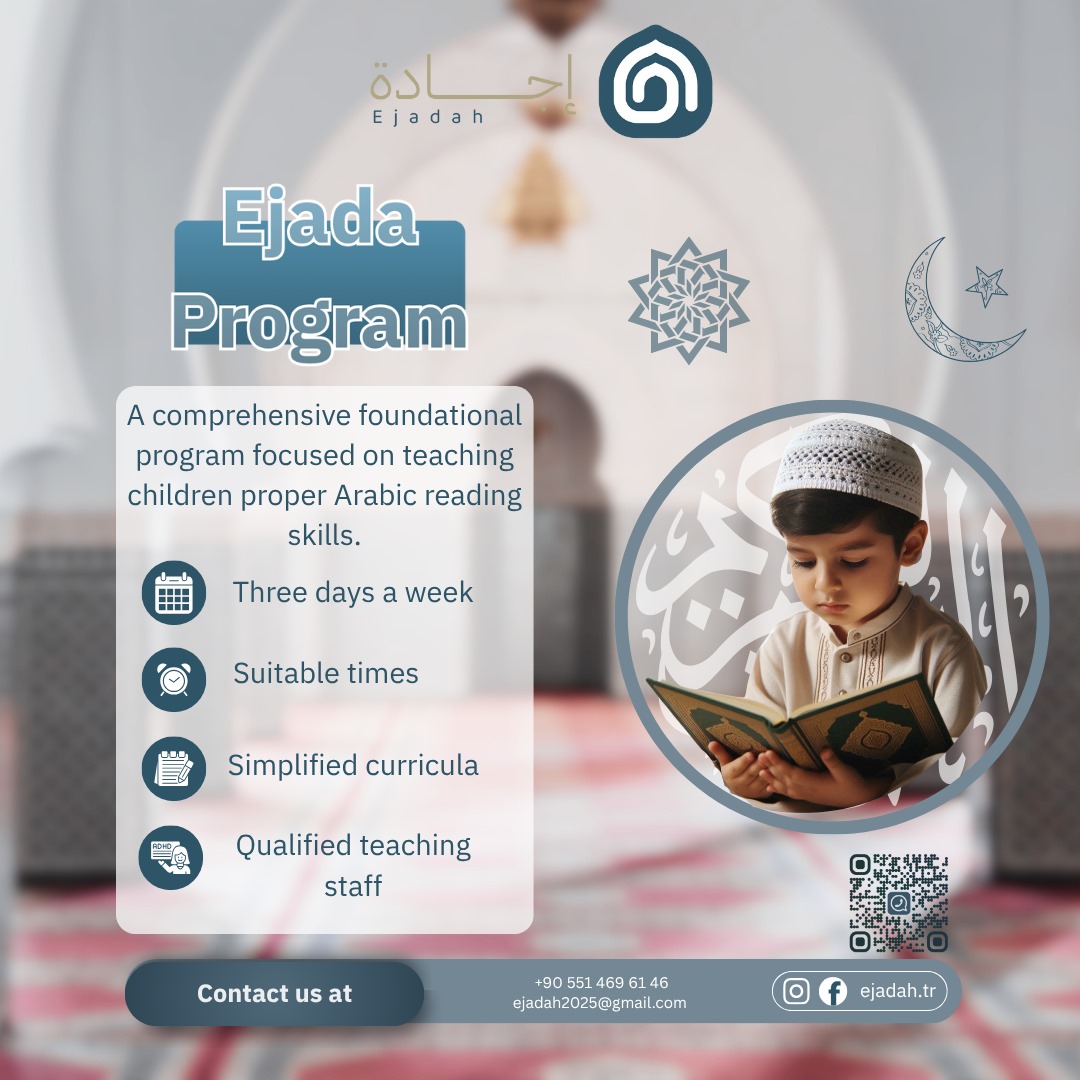 إجادة
Ejadah
Ejada
Program
A comprehensive foundational
program focused on teaching
children proper Arabic reading
skills.
Three days a week
Suitable times
Simplified curricula
ADHD
Qualified teaching
staff
Contact us at
+90 551 469 61 46
ejadah2025@gmail.com
ejadah.tr